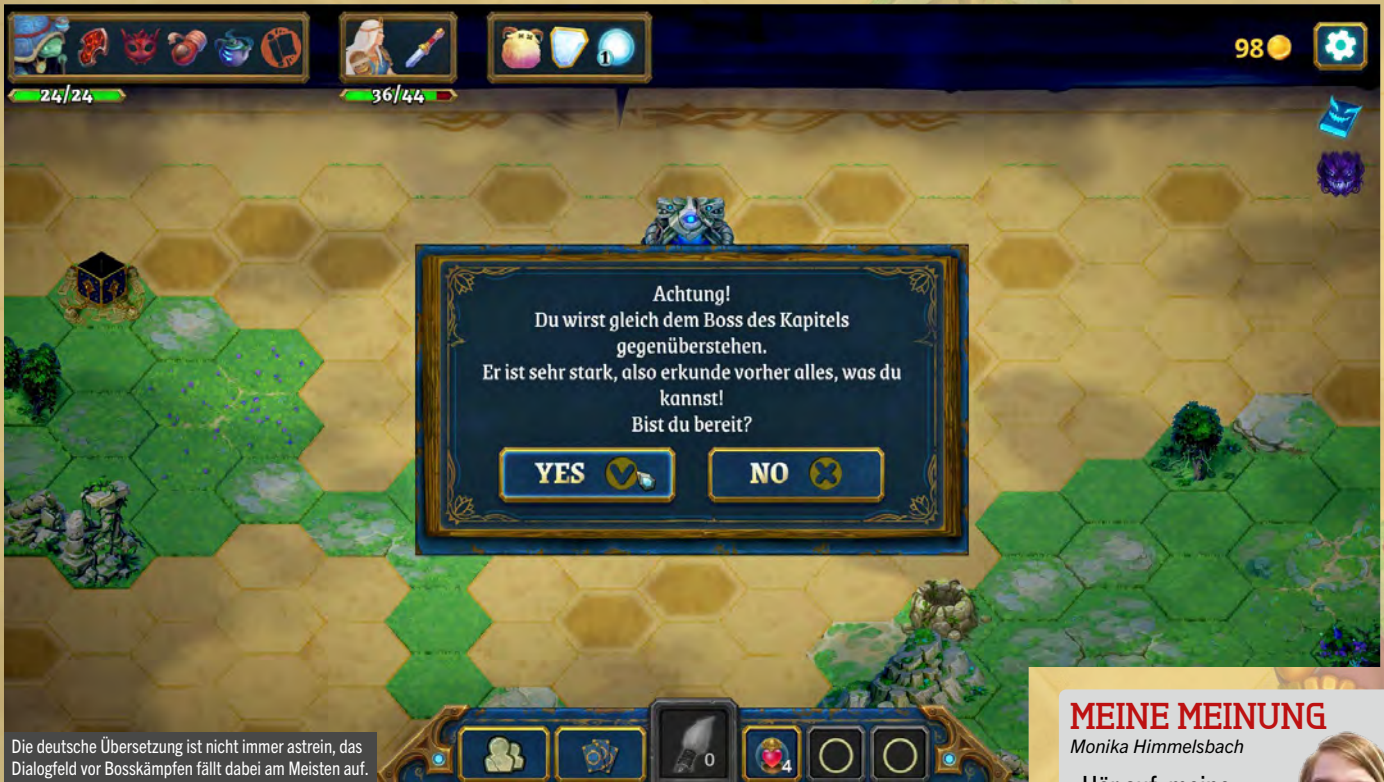 98
24/24
36/44
1
Achtung!
Du wirst gleich dem Boss des Kapitels
gegenüberstehen.
Er ist sehr stark, also erkunde vorher alles, was du
kannst!
Bist du bereit?
YES
NO
0
4
Die deutsche Übersetzung ist nicht immer astrein, das
Dialogfeld vor Bosskämpfen fällt dabei am Meisten auf.
MEINE MEINUNG
Monika Himmelsbach